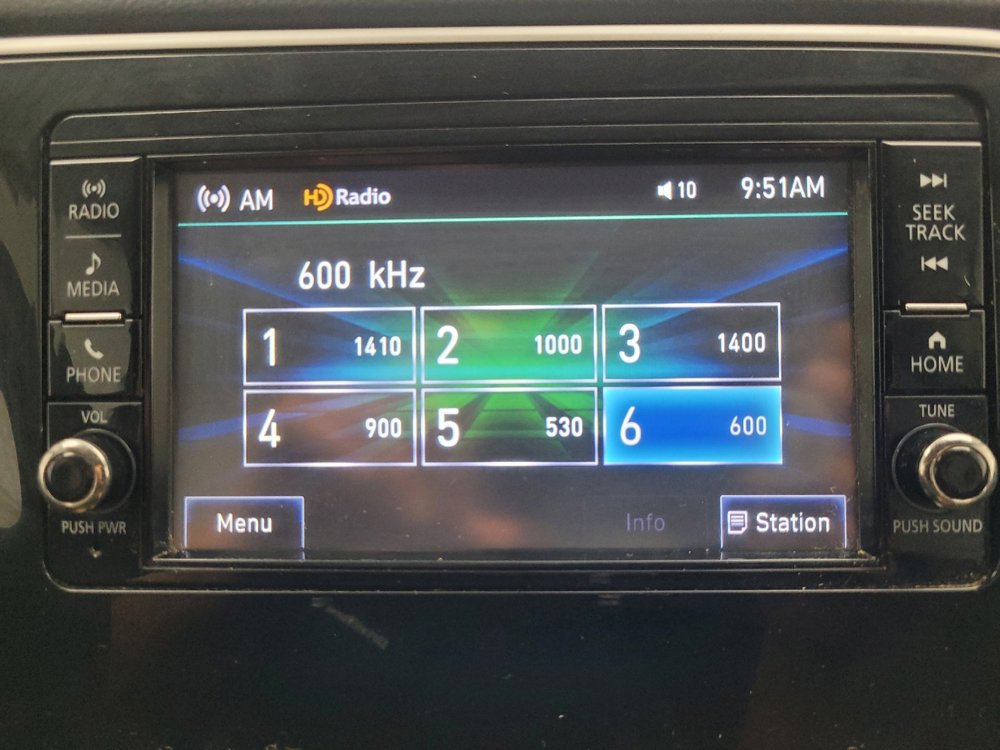 RADIO
MEDIA
PHONE
VOL
PUSH PWR
AM HD Radio 10 9:51AM
600 kHz
1 1410 2 1000 3 1400
4 900 5 530 6 600
Menu Info Station
SEEK
TRACK
HOME
TUNE
PUSH SOUND